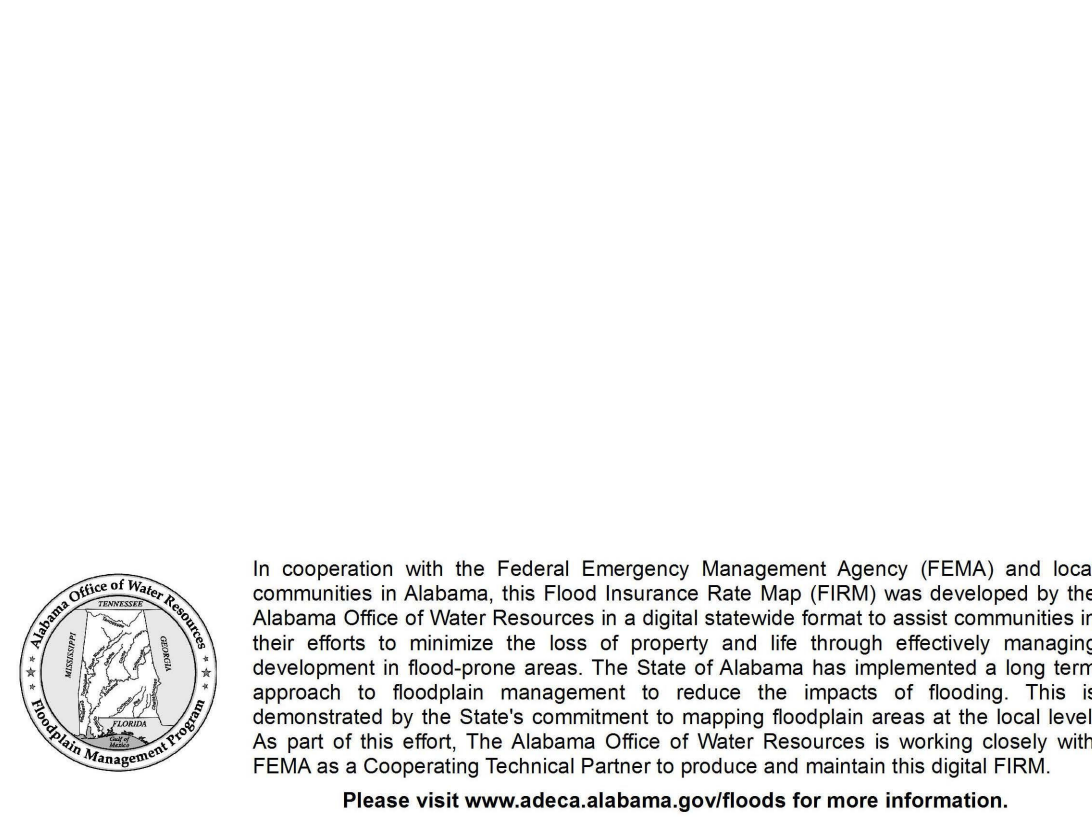 Alabama Office of Water Resources
TENNESSEE
MISSISSIPPI
GEORGIA
FLORIDA
Gulf of
Mexico
Floodplain Management Program
In cooperation with the Federal Emergency Management Agency (FEMA) and loca
communities in Alabama, this Flood Insurance Rate Map (FIRM) was developed by the
Alabama Office of Water Resources in a digital statewide format to assist communities in
their efforts to minimize the loss of property and life through effectively managing
development in flood-prone areas. The State of Alabama has implemented a long term
approach to floodplain management to reduce the impacts of flooding. This is
demonstrated by the State's commitment to mapping floodplain areas at the local level
As part of this effort, The Alabama Office of Water Resources is working closely with
FEMA as a Cooperating Technical Partner to produce and maintain this digital FIRM.
Please visit www.adeca.alabama.gov/floods for more information.